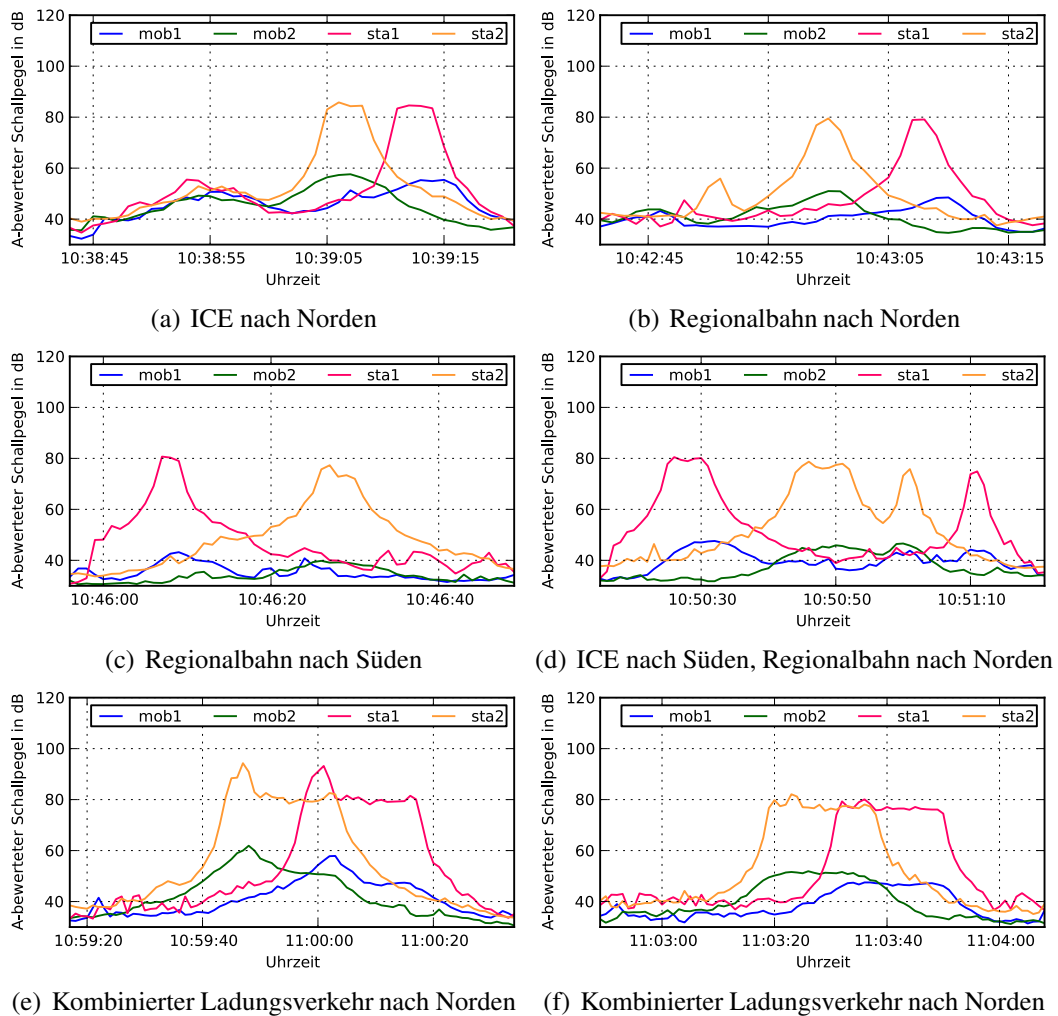 120
100
80
60
40
A-bewerteter Schallpegel in dB
mob1 mob2 sta1 sta2
10:38:45 10:38:55 10:39:05 10:39:15
Uhrzeit
(a) ICE nach Norden
120
100
80
60
40
A-bewerteter Schallpegel in dB
mob1 mob2 sta1 sta2
10:42:45 10:42:55 10:43:05 10:43:15
Uhrzeit
(b) Regionalbahn nach Norden
120
100
80
60
40
A-bewerteter Schallpegel in dB
mob1 mob2 sta1 sta2
10:46:00 10:46:20 10:46:40
Uhrzeit
(c) Regionalbahn nach Süden
120
100
80
60
40
A-bewerteter Schallpegel in dB
mob1 mob2 sta1 sta2
10:50:30 10:50:50 10:51:10
Uhrzeit
(d) ICE nach Süden, Regionalbahn nach Norden
120
100
80
60
40
A-bewerteter Schallpegel in dB
mob1 mob2 sta1 sta2
10:59:20 10:59:40 11:00:00 11:00:20
Uhrzeit
(e) Kombinierter Ladungsverkehr nach Norden
120
100
80
60
40
A-bewerteter Schallpegel in dB
mob1 mob2 sta1 sta2
11:03:00 11:03:20 11:03:40 11:04:00
Uhrzeit
(f) Kombinierter Ladungsverkehr nach Norden